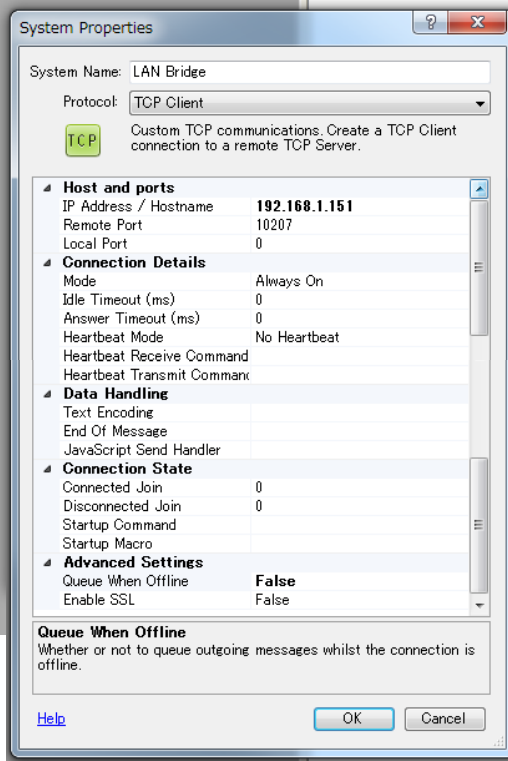 System Properties
System Name: LAN Bridge
Protocol: TCP Client
TCP
Custom TCP communications. Create a TCP Client
connection to a remote TCP Server.
Host and ports
IP Address / Hostname 192.168.1.151
Remote Port 10207
Local Port 0
Connection Details
Mode Always On
Idle Timeout (ms) 0
Answer Timeout (ms) 0
Heartbeat Mode No Heartbeat
Heartbeat Receive Command
Heartbeat Transmit Comman
Data Handling
Text Encoding
End Of Message
JavaScript Send Handler
Connection State
Connected Join 0
Disconnected Join 0
Startup Command
Startup Macro
Advanced Settings
Queue When Offline False
Enable SSL False
Queue When Offline
Whether or not to queue outgoing messages whilst the connection is
offline.
Help OK Cancel